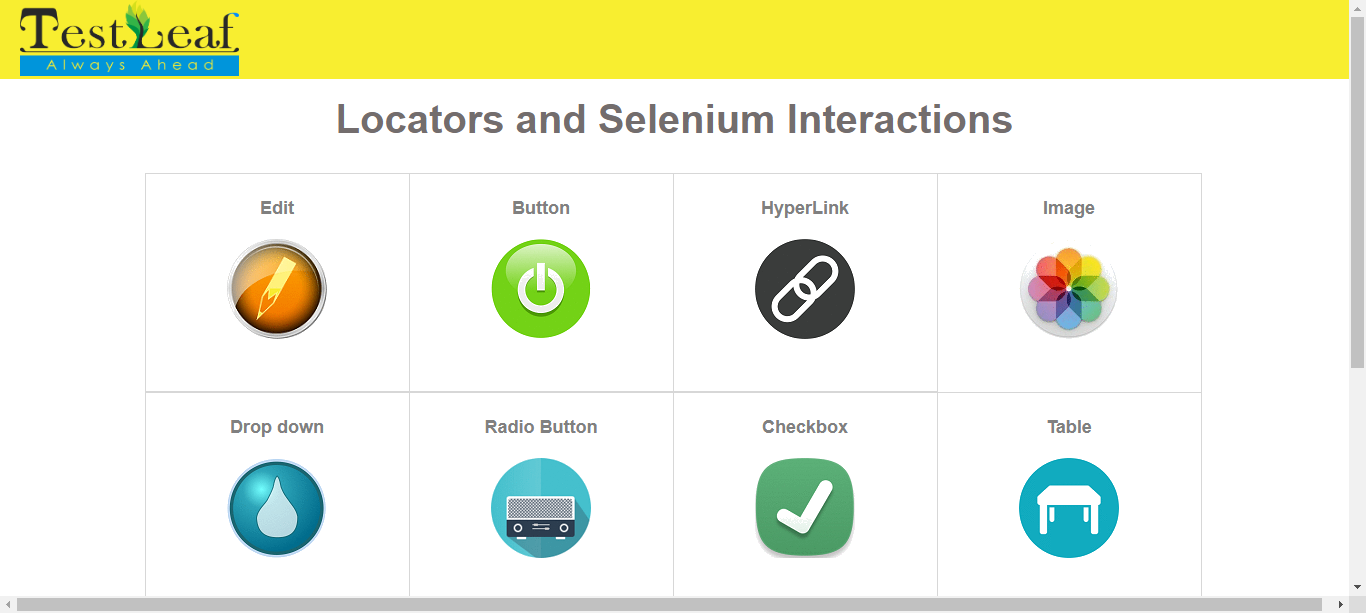 TestLeaf
Always Ahead
Locators and Selenium Interactions
Edit
Button
HyperLink
Image
Drop down
Radio Button
Checkbox
Table